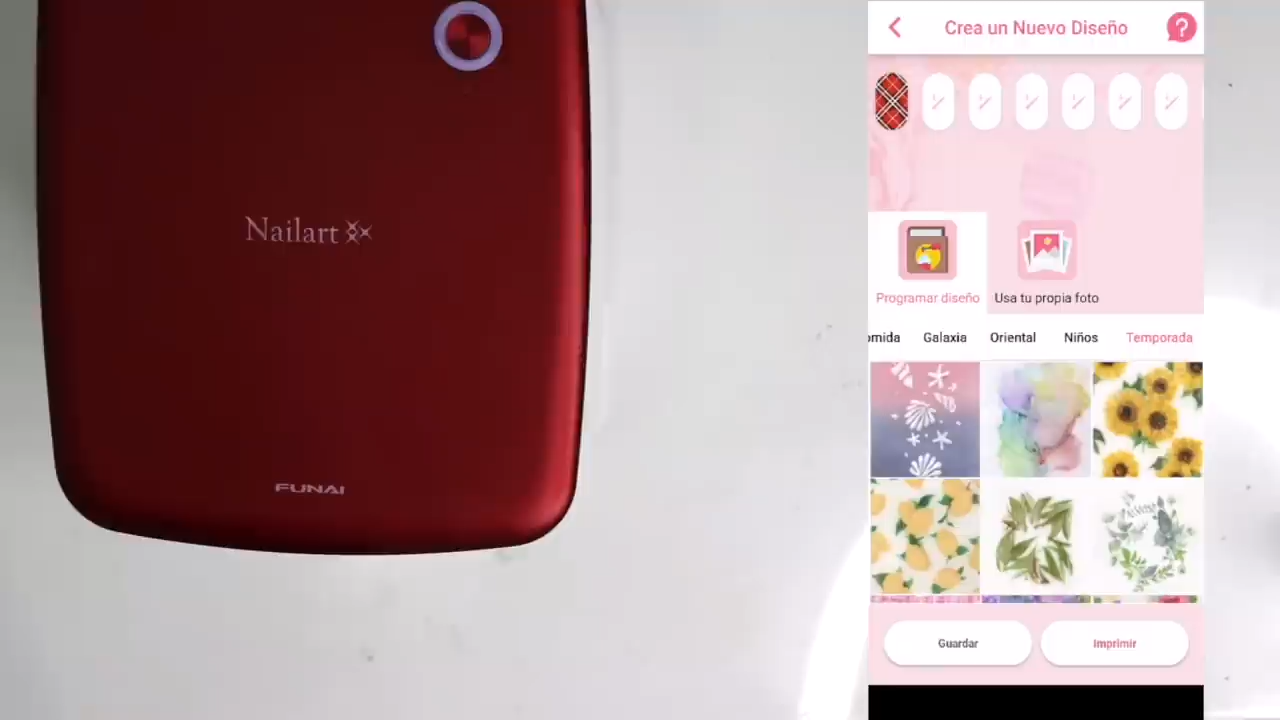 Nailart
FUNAI
Crea un Nuevo Diseño
?
Programar diseño
Usa tu propia foto
omida
Galaxia
Oriental
Niños
Temporada
Guardar
Imprimir